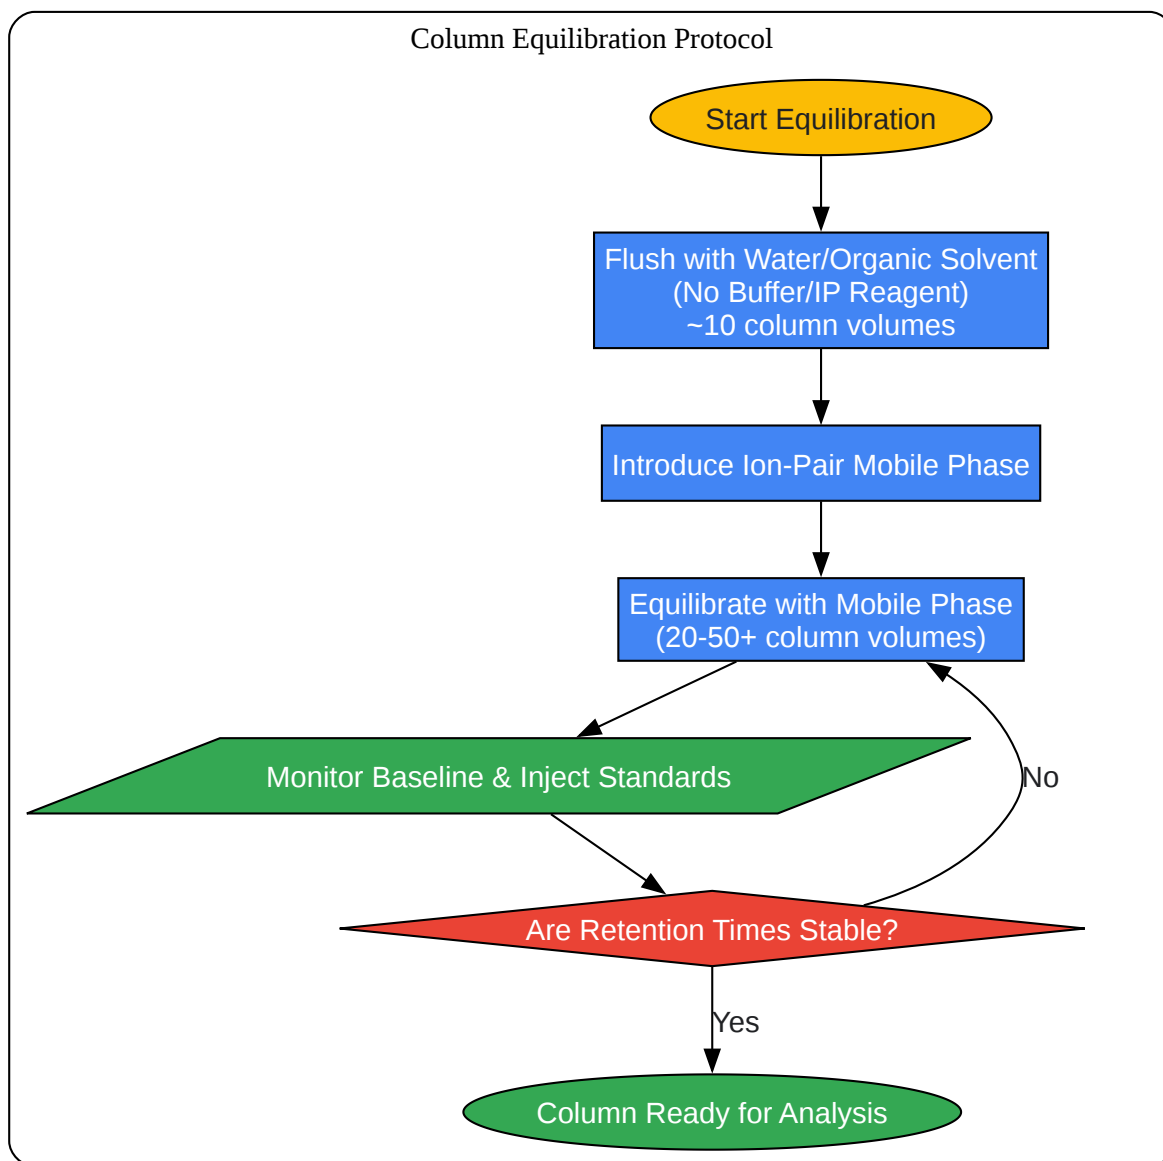 Column Equilibration Protocol
Start Equilibration
Flush with Water/Organic Solvent
(No Buffer/IP Reagent)
~10 column volumes
Introduce Ion-Pair Mobile Phase
Equilibrate with Mobile Phase
(20-50+ column volumes)
Monitor Baseline & Inject Standards
No
Are Retention Times Stable?
Yes
Column Ready for Analysis